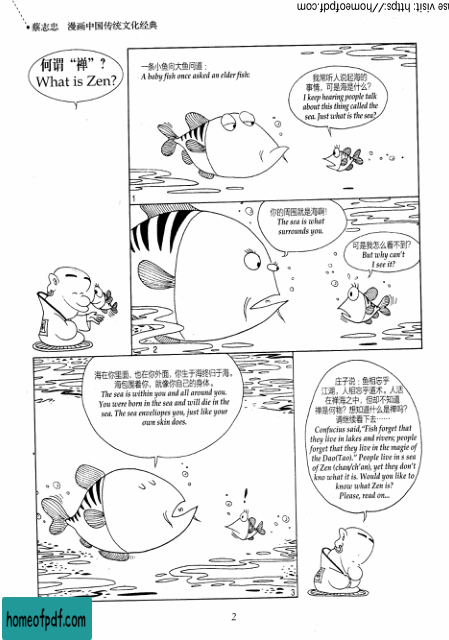 se visit: https://homeofpdf.com
蔡志忠 漫画中国传统文化经典
何谓“禅”?
What is Zen?
一条小鱼向大鱼问道:
A baby fish once asked an elder fish:
我常听人说起海的
事情,可是海是什么?
I keep hearing people talk
about this thing called the
sea. Just what is the sea?
1
你的周围就是海啊!
The sea is what
surrounds you.
可是我怎么看不到?
But why can't
I see it?
2
海在你里面,也在你外面,你生于海终归于海。
海包围着你,就像你自己的身体。
The sea is within you and all around you.
You were born in the sea and will die in the
sea. The sea envelopes you, just like your
own skin does.
!
3
庄子说:鱼相忘乎
江湖,人相忘乎道术。人活
在禅海之中,但却不知道
禅是何物?想知道什么是禅吗?
请继续看下去……
Confucius said,"Fish forget that
they live in lakes and rivers; people
forget that they live in the magic of
the Dao(Tao)." People live in s sea
of Zen (chan/ch'an), yet they don't
kno what it is. Would you like to
know what Zen is?
Please, read on...
homeofpdf.com
2